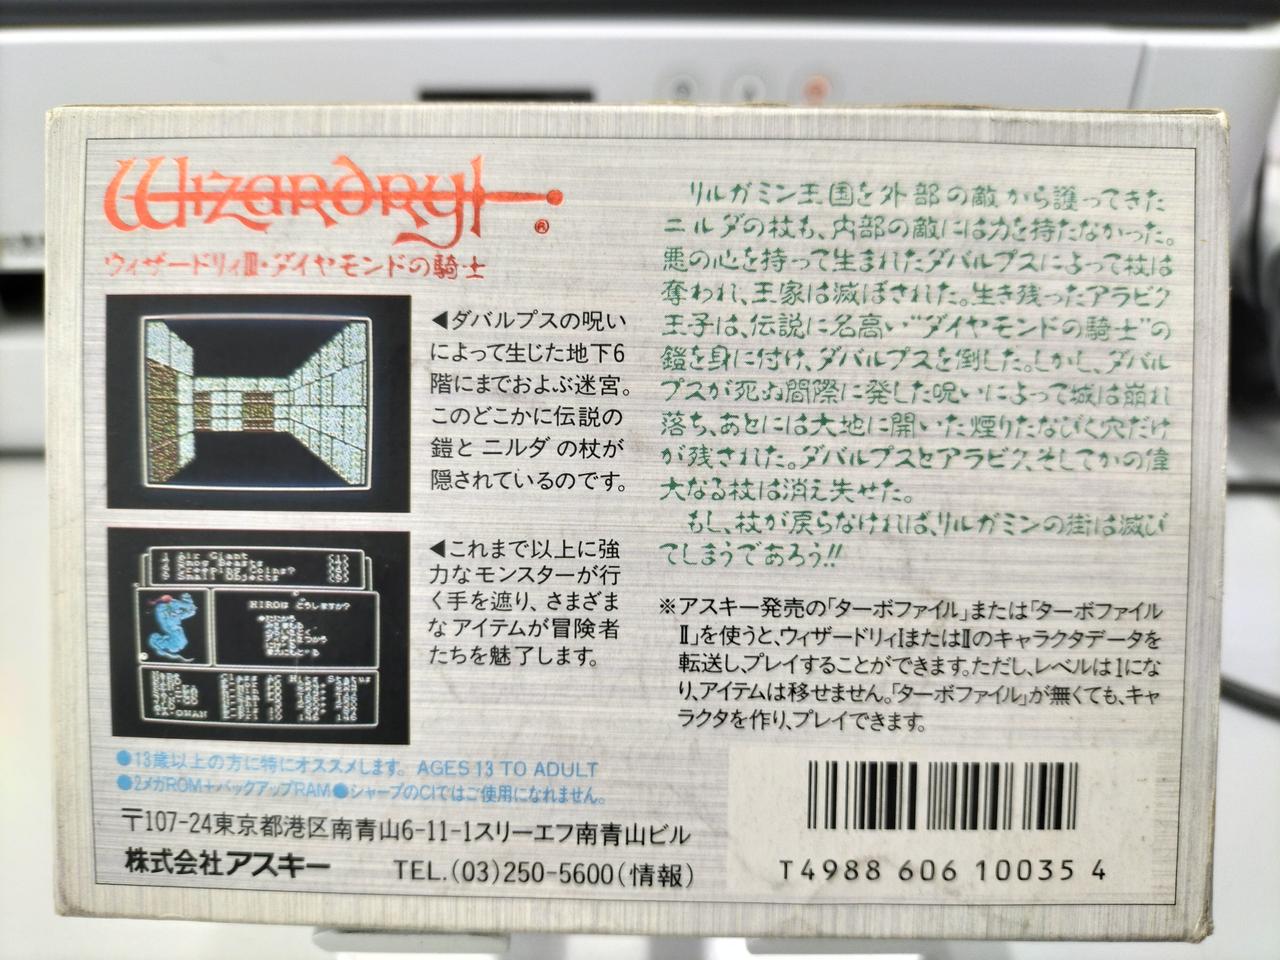 Wizardry
®
ウィザードリィⅢ・ダイヤモンドの騎士
◀ダバルプスの呪い
によって生じた地下6
階にまでおよぶ迷宮。
このどこかに伝説の
鎧と ニルダ の杖が
隠されているのです。
1 Air Giant
4 Smog Beasts
4 Creeping Coins?
9 Small Objects
HIROは どうしますか?
Class AC Hits Status
◀これまで以上に強
力なモンスターが行
く手を遮り、さまざま
なアイテムが冒険者
たちを魅了します。
●13歳以上の方に特にオススメします。 AGES 13 TO ADULT
●2メガROM+バックアップRAM●シャープのC1ではご使用になれません。
〒107-24東京都港区南青山6-11-1スリーエフ南青山ビル
株式会社アスキー TEL.(03)250-5600(情報)
リルガミン王国を外部の敵から護ってきた
ニルダの杖も、内部の敵には力を持たなかった。
悪の心を持って生まれたダバルプスによって杖は
奪われ、王家は滅ぼされた。生き残ったアラビク
王子は、伝説に名高い"ダイヤモンドの騎士"の
鎧を身に付け、ダバルプスを倒した。しかし、ダバル
プスが死ぬ間際に発した呪いによって城は崩れ
落ち、あとには大地に開いた煙りたなびく穴だけ
が残された。ダバルプスとアラビク、そしてかの偉
大なる杖は消え失せた。
もし、杖が戻らなければ、リルガミンの街は滅び
てしまうであろう!!
※アスキー発売の「ターボファイル」または「ターボファイル
Ⅱ」を使うと、ウィザードリィⅠまたはⅡのキャラクタデータを
転送し、プレイすることができます。ただし、レベルは1にな
り、アイテムは移せません。「ターボファイル」が無くても、キャ
ラクタを作り、プレイできます。
T4988 606 10035 4